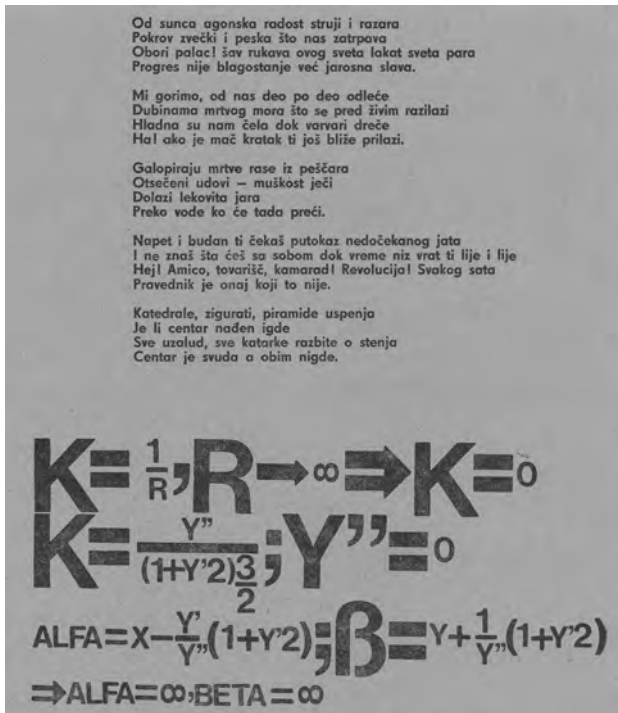 Od sunca agonska radost struji i razara
Pokrov zvečki i peska što nas zatrpava
Obori palac! šav rukava ovog sveta lakat sveta para
Progres nije blagostanje već jarosna slava.
Mi gorimo, od nas deo po deo odleće
Dubinama mrtvog mora što se pred živim razilazi
Hladna su nam čela dok varvari dreče
Ha! ako je mač kratak ti još bliže prilazi.
Galopiraju mrtve rase iz peščara
Otsečeni udovi — muškost ječi
Dolazi lekovita jara
Preko vode ko će tada preći.
Napet i budan ti čekaš putokaz nedočekanog jata
I ne znaš šta ćeš sa sobom dok vreme niz vrat ti lije i lije
Hej! Amico, tovarišč, kamarad! Revolucija! Svakog sata
Pravednik je onaj koji to nije.
Katedrale, zigurati, piramide uspenja
Je li centar nađen igde
Sve uzalud, sve katarke razbite o stenja
Centar je svuda a obim nigde.
K=1/R,R→∞⇒K=0
K=Y”/(1+Y’2)3/2;Y”=0
ALFA=X−Y’/Y”(1+Y’2);β=Y+1/Y”(1+Y’2)
⇒ALFA=∞,BETA=∞